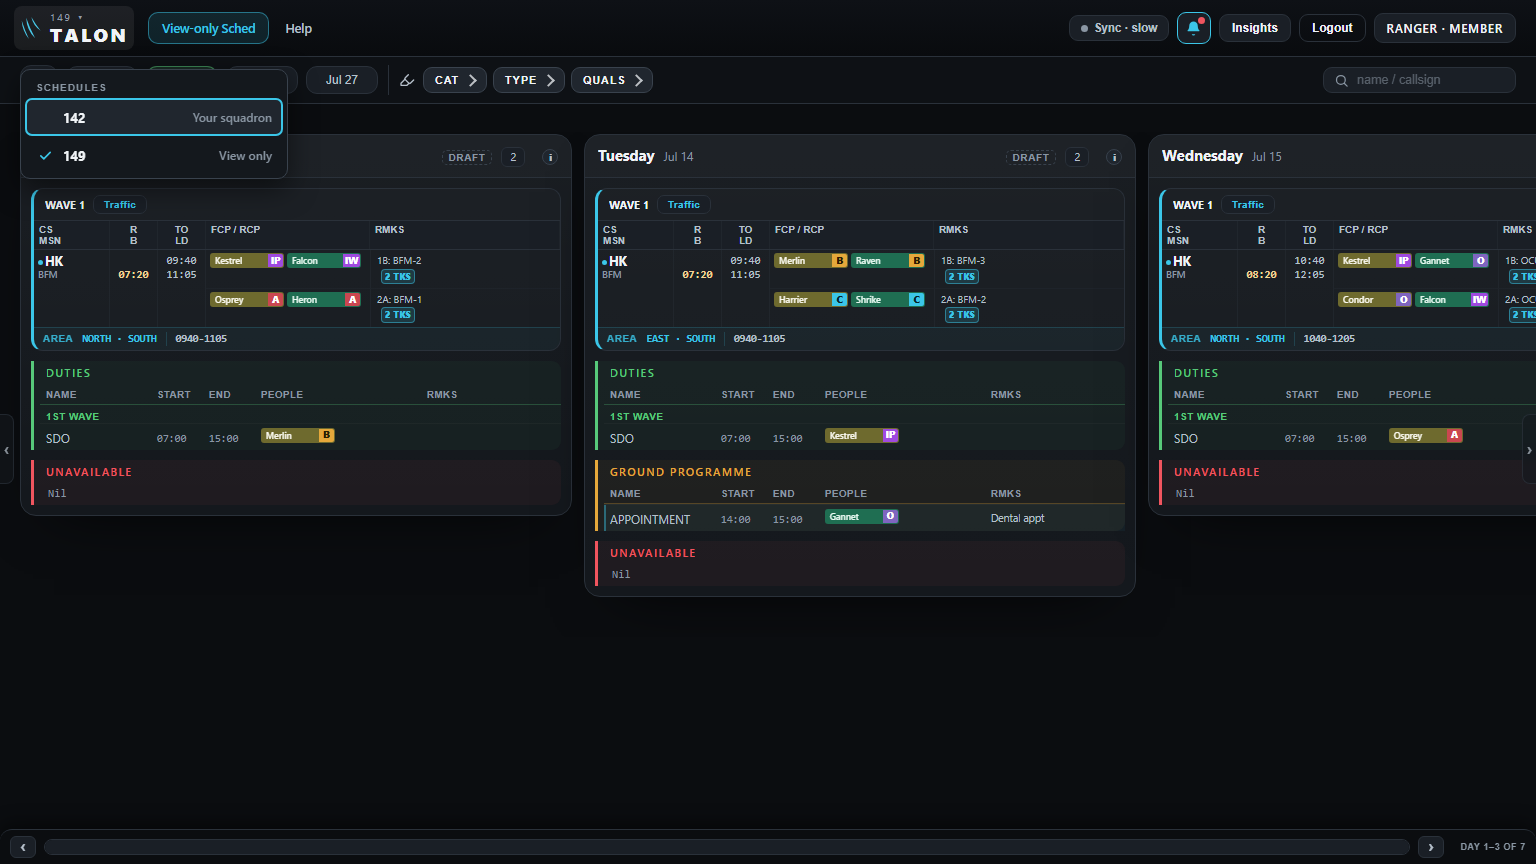 149 ▾
TALON
View-only Sched
Help
Sync · slow
Insights
Logout
RANGER · MEMBER
Jul 27
CAT
TYPE
QUALS
name / callsign
SCHEDULES
142 Your squadron
149 View only
DRAFT 2 i
WAVE 1 Traffic
CS MSN R B TO LD FCP / RCP RMKS
HK BFM 07:20 09:40 11:05
Kestrel IP Falcon IW 1B: BFM-2
2 TKS
Osprey A Heron A 2A: BFM-1
2 TKS
AREA NORTH · SOUTH 0940-1105
DUTIES
NAME START END PEOPLE RMKS
1ST WAVE
SDO 07:00 15:00 Merlin B
UNAVAILABLE
Nil
Tuesday Jul 14 DRAFT 2 i
WAVE 1 Traffic
CS MSN R B TO LD FCP / RCP RMKS
HK BFM 07:20 09:40 11:05
Merlin B Raven B 1B: BFM-3
2 TKS
Harrier C Shrike C 2A: BFM-2
2 TKS
AREA EAST · SOUTH 0940-1105
DUTIES
NAME START END PEOPLE RMKS
1ST WAVE
SDO 07:00 15:00 Kestrel IP
GROUND PROGRAMME
NAME START END PEOPLE RMKS
APPOINTMENT 14:00 15:00 Gannet O Dental appt
UNAVAILABLE
Nil
Wednesday Jul 15
WAVE 1 Traffic
CS MSN R B TO LD FCP / RCP RMKS
HK BFM 08:20 10:40 12:05
Kestrel IP Gannet O 1B: OCU
2 TKS
Condor O Falcon IW 2A: OCU
2 TKS
AREA NORTH · SOUTH 1040-1205
DUTIES
NAME START END PEOPLE
1ST WAVE
SDO 07:00 15:00 Osprey A
UNAVAILABLE
Nil
DAY 1–3 OF 7